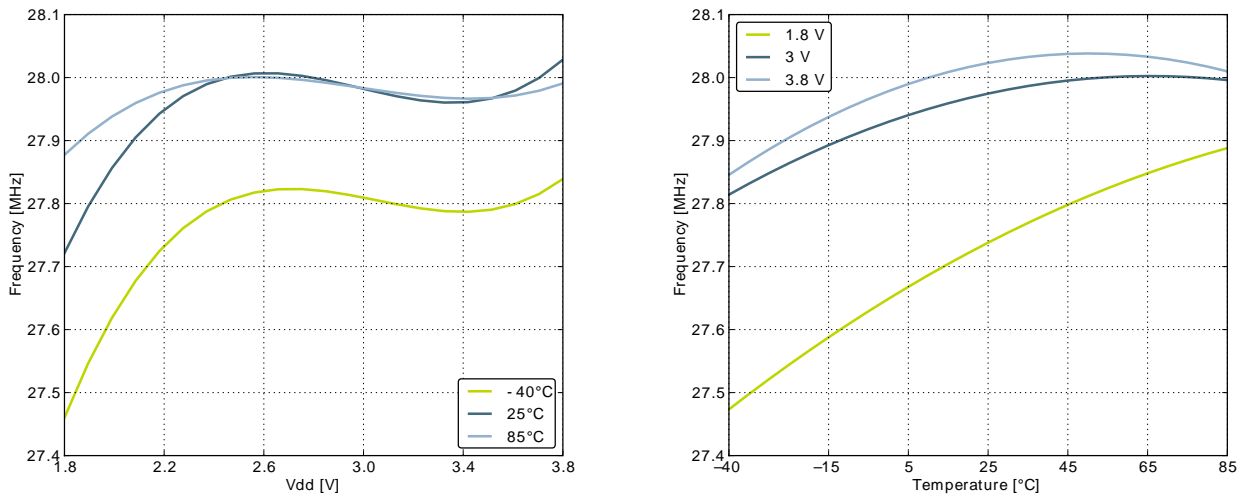 28.1
28.0
27.9
27.8
27.7
27.6
27.5
27.4
Frequency [MHz]
1.8
2.2
2.6
3.0
3.4
3.8
Vdd [V]
- 40°C
25°C
85°C
28.1
28.0
27.9
27.8
27.7
27.6
27.5
27.4
Frequency [MHz]
–40
–15
5
25
45
65
85
Temperature [°C]
1.8 V
3 V
3.8 V